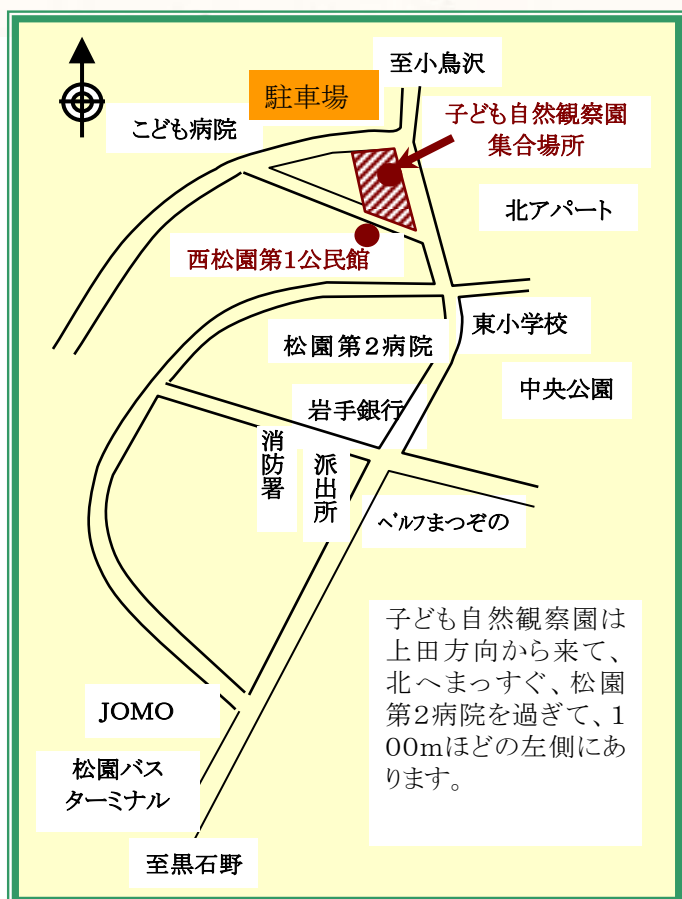 至小鳥沢
駐車場
子ども自然観察園
集合場所
こども病院
北アパート
西松園第1公民館
東小学校
松園第2病院
中央公園
岩手銀行
消防署
派出所
ベルフまつぞの
子ども自然観察園は
上田方向から来て、
北へまっすぐ、松園
第2病院を過ぎて、1
00mほどの左側にあ
ります。
JOMO
松園バス
ターミナル
至黒石野